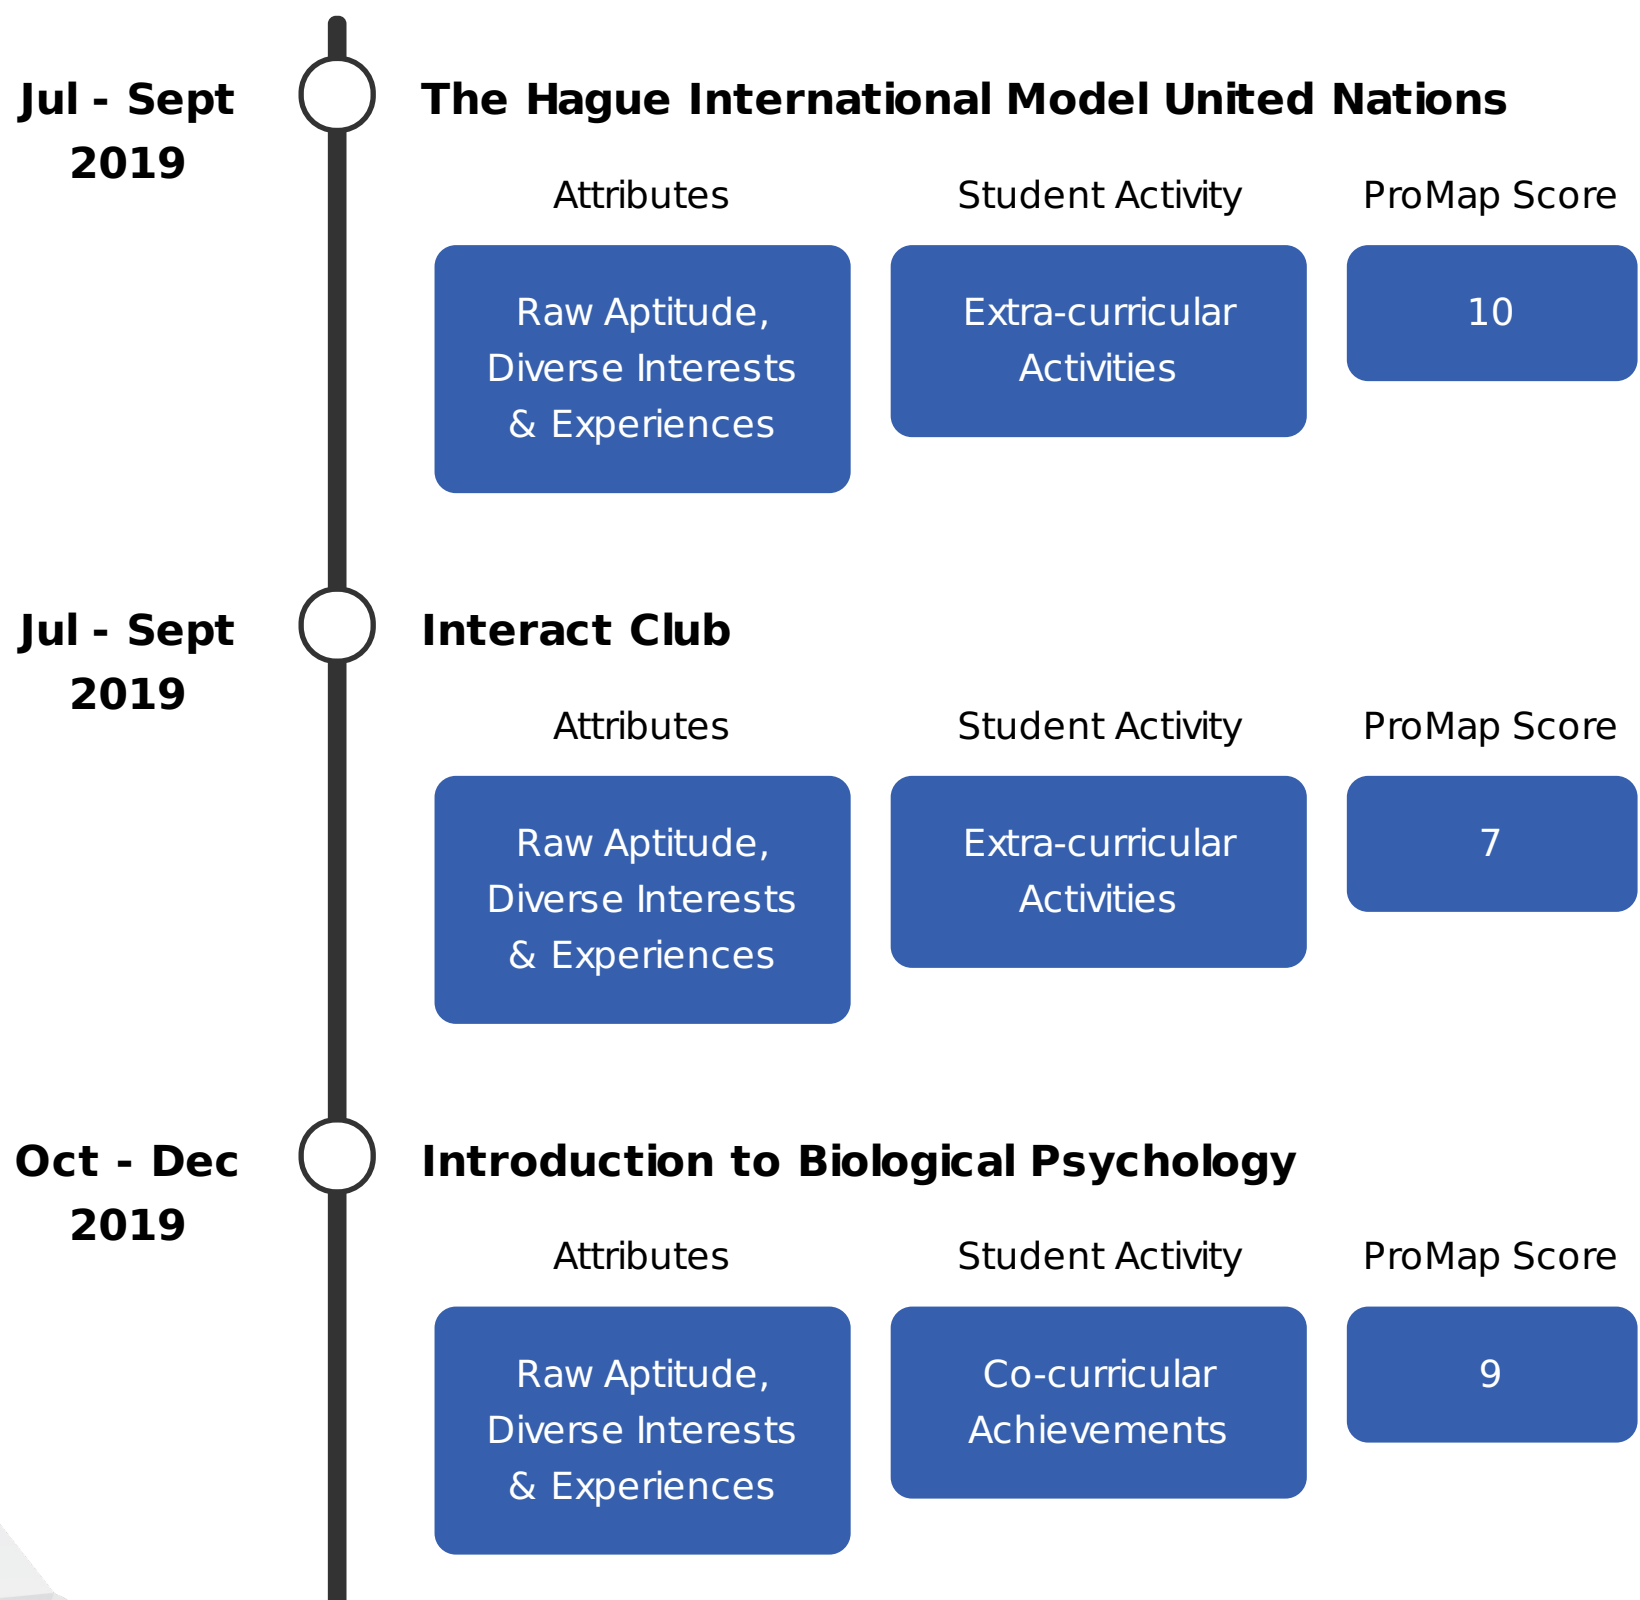 Jul - Sept
2019
The Hague International Model United Nations
Attributes
Student Activity
ProMap Score
Raw Aptitude,
Diverse Interests
& Experiences
Extra-curricular
Activities
10
Jul - Sept
2019
Interact Club
Attributes
Student Activity
ProMap Score
Raw Aptitude,
Diverse Interests
& Experiences
Extra-curricular
Activities
7
Oct - Dec
2019
Introduction to Biological Psychology
Attributes
Student Activity
ProMap Score
Raw Aptitude,
Diverse Interests
& Experiences
Co-curricular
Achievements
9